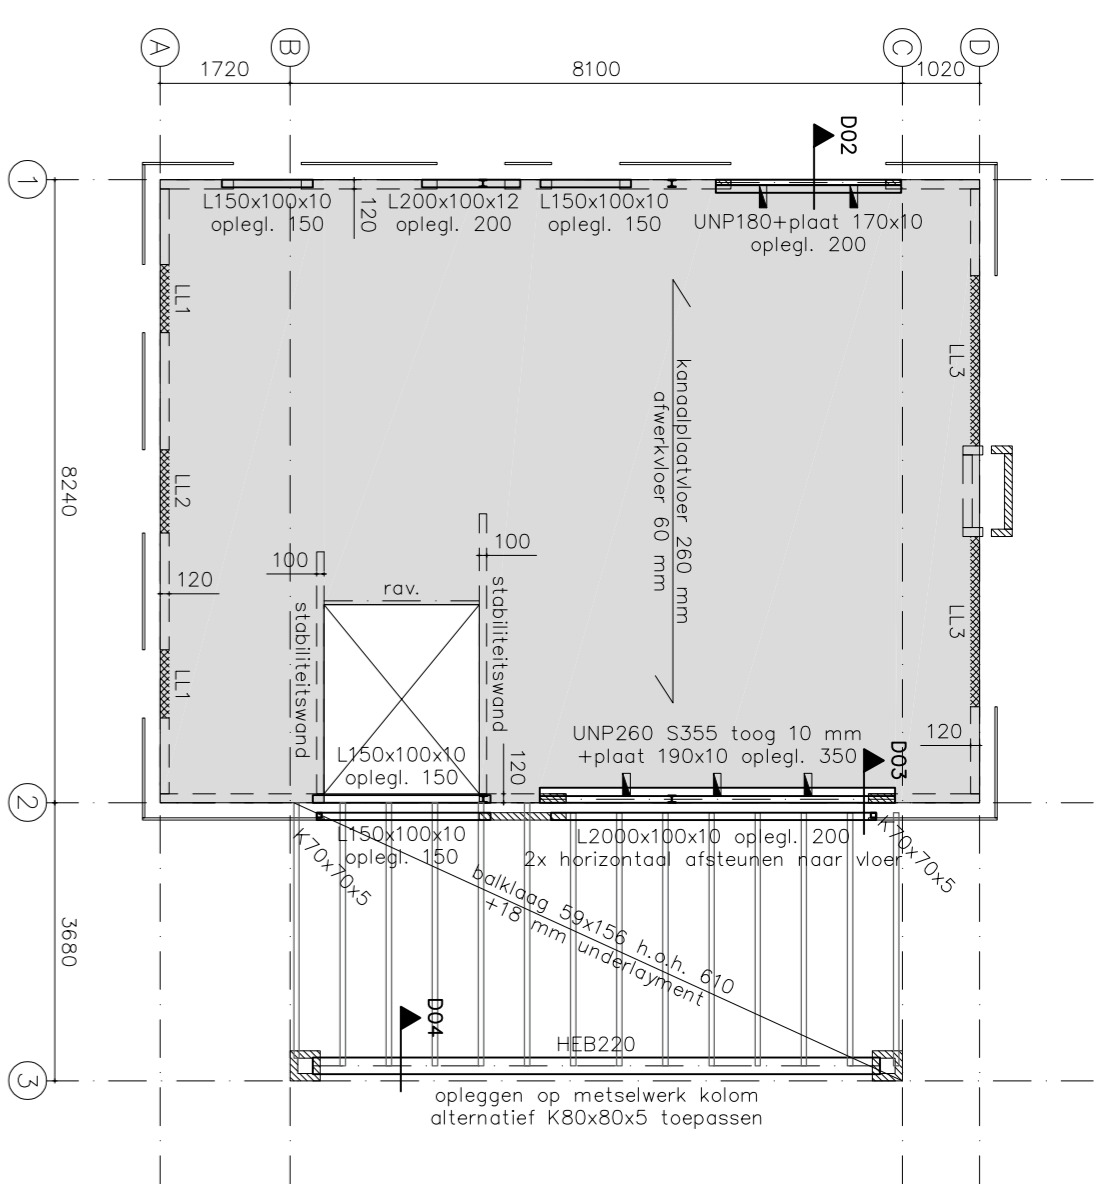 A
B
C
D
1720
8100
1020
D02
1
L150x100x10
oplegl. 150
120
L200x100x12
oplegl. 200
L150x100x10
oplegl. 150
UNP180+plaat 170x10
oplegl. 200
LL1
LL3
kanaalplaatvloer 260 mm
afwerkvloer 60 mm
8240
LL2
100
100
120
rav.
stabiliteitswand
stabiliteitswand
LL3
LL1
UNP260 S355 toog 10 mm
+plaat 190x10 oplegl. 350
120
D03
L150x100x10
oplegl. 150
120
2
L150x100x10
oplegl. 150
L2000x100x10 oplegl. 200
2x horizontaal afsteunen naar vloer
K70x70x5
K70x70x5
balklaag 59x156 h.o.h. 610
+18 mm underlayment
3680
D04
HEB220
3
opleggen op metselwerk kolom
alternatief K80x80x5 toepassen